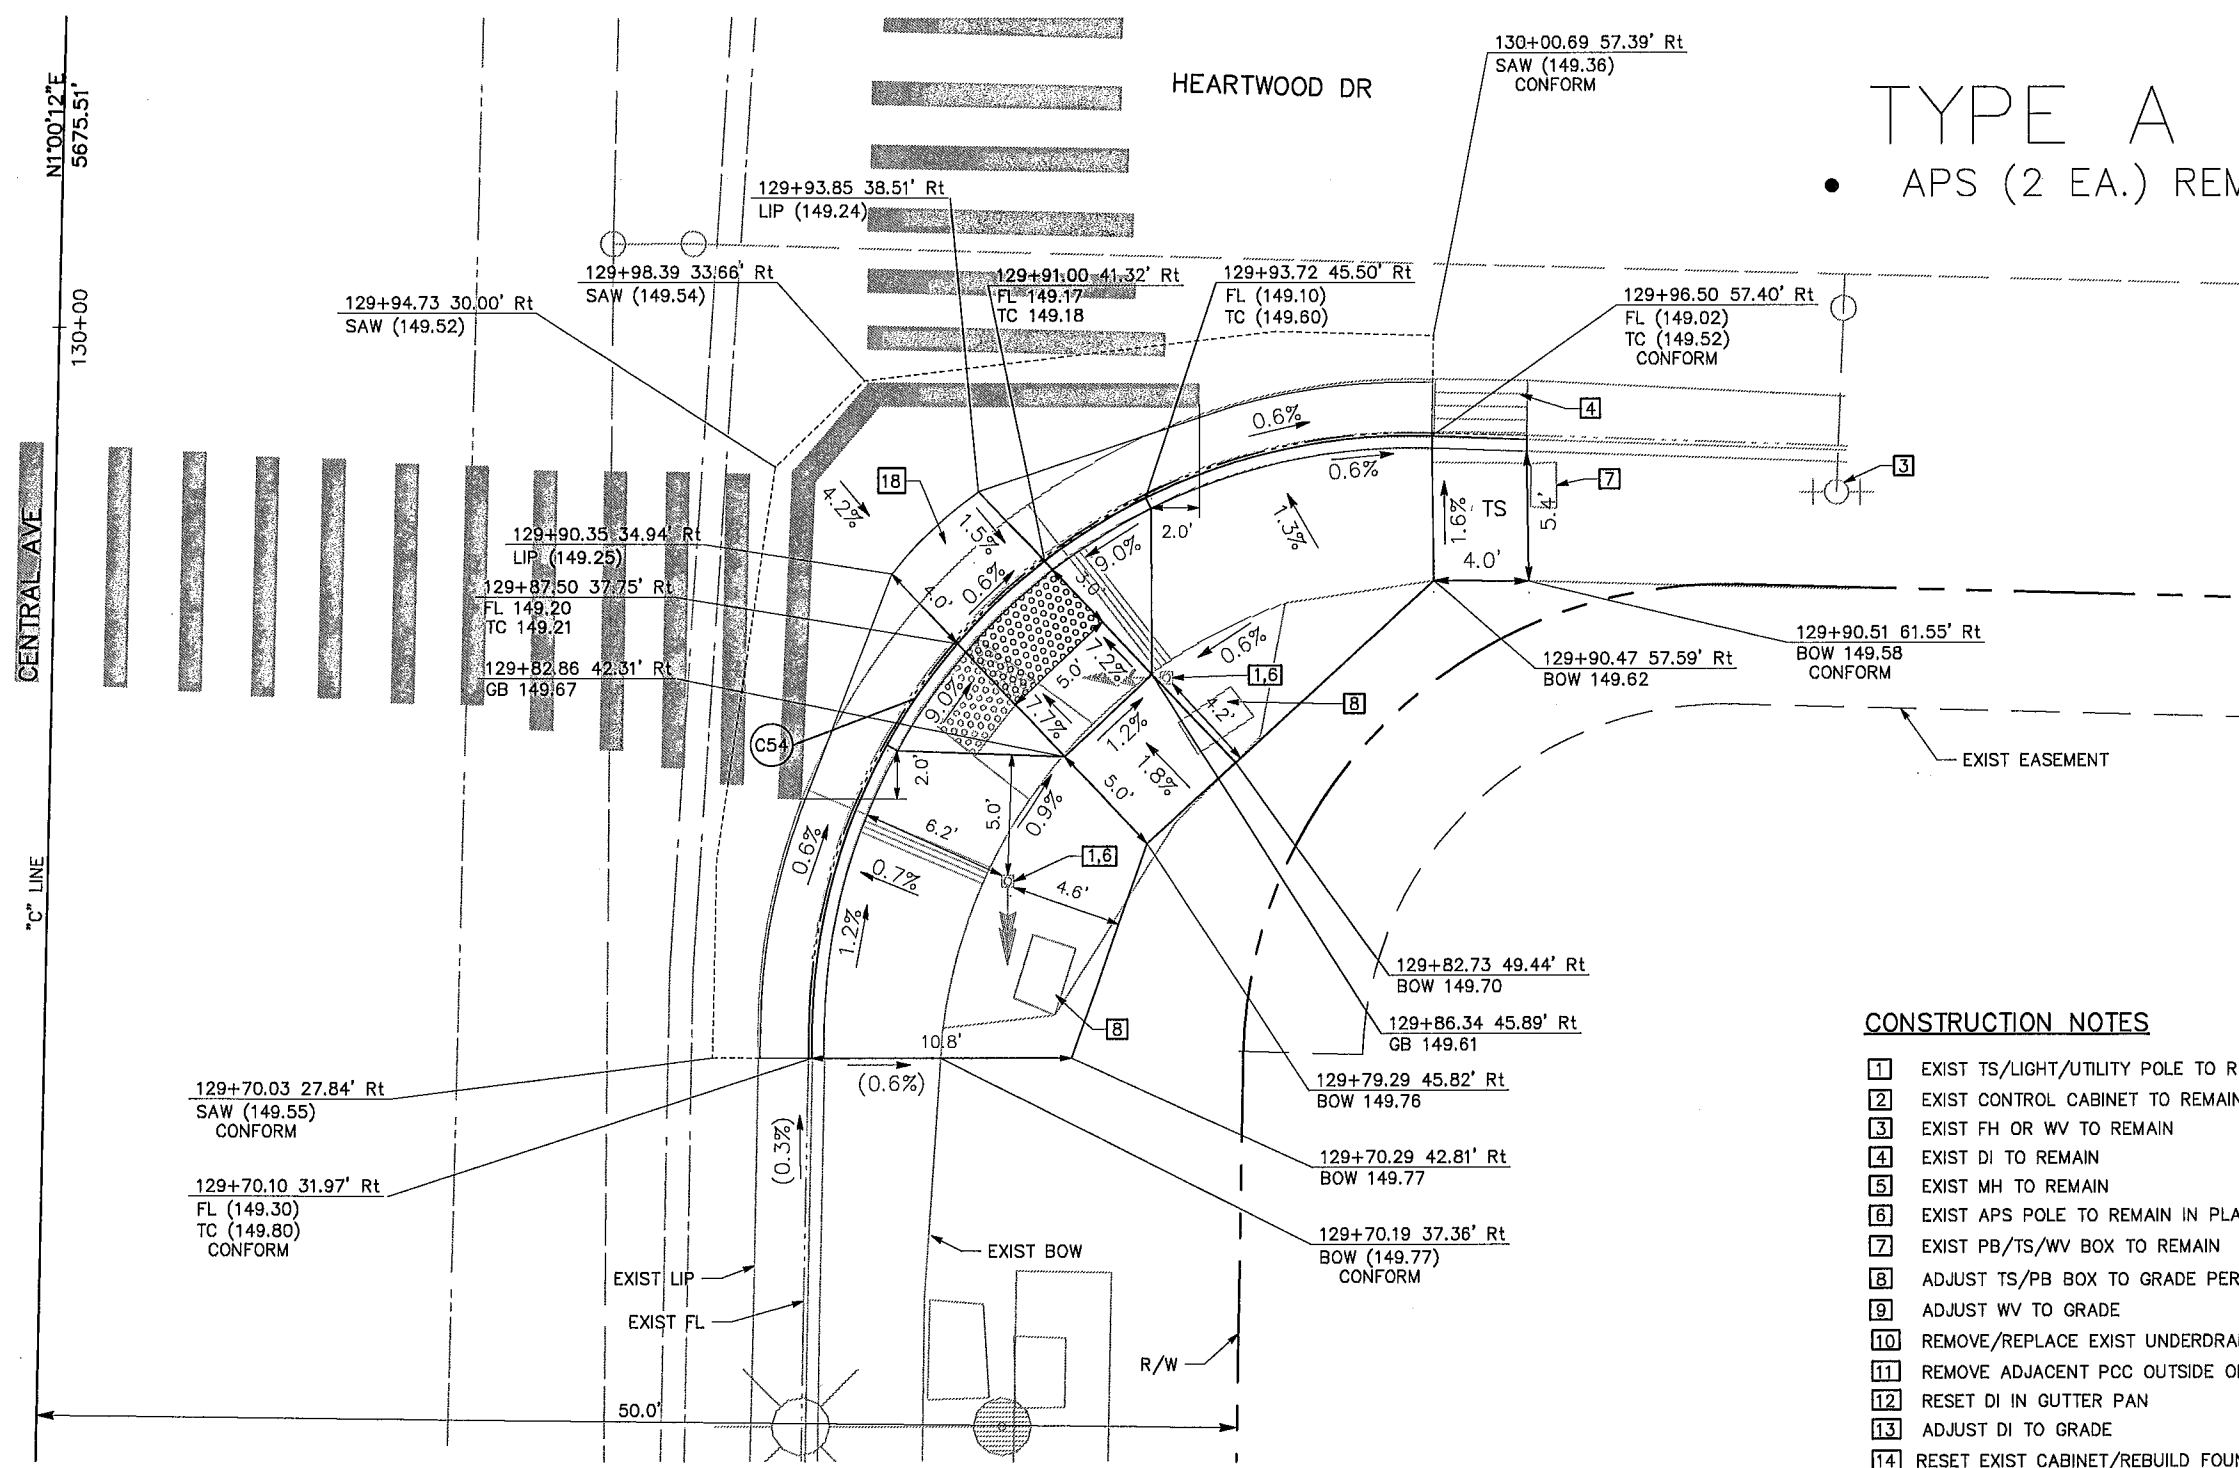 N1°00'12"E
5675.51'
130+00
CENTRAL AVE
"C" LINE
HEARTWOOD DR
TYPE A
• APS (2 EA.) REM
130+00.69 57.39' Rt
SAW (149.36)
CONFORM
129+93.85 38.51' Rt
LIP (149.24)
129+98.39 33.66' Rt
SAW (149.54)
129+91.00 41.32' Rt
FL 149.17
TC 149.18
129+93.72 45.50' Rt
FL (149.10)
TC (149.60)
129+96.50 57.40' Rt
FL (149.02)
TC (149.52)
CONFORM
129+94.73 30.00' Rt
SAW (149.52)
0.6%
4
0.6%
7
3
18
4.2%
1.5%
0.6%
4.0'
9.0%
3.0'
2.0'
1.3%
1.6%
TS
5.4'
4.0'
129+90.35 34.94' Rt
LIP (149.25)
129+87.50 37.75' Rt
FL 149.20
TC 149.21
129+82.86 42.31' Rt
GB 149.67
7.2%
5.0'
0.6%
1,6
8
4.2'
129+90.47 57.59' Rt
BOW 149.62
129+90.51 61.55' Rt
BOW 149.58
CONFORM
9.0%
7.7%
1.2%
1.8%
5.0'
C54
2.0'
5.0'
0.9%
EXIST EASEMENT
6.2'
0.6%
0.7%
1,6
4.6'
1.2%
8
10.8'
(0.6%)
(0.3%)
129+82.73 49.44' Rt
BOW 149.70
129+86.34 45.89' Rt
GB 149.61
129+79.29 45.82' Rt
BOW 149.76
129+70.03 27.84' Rt
SAW (149.55)
CONFORM
129+70.29 42.81' Rt
BOW 149.77
129+70.10 31.97' Rt
FL (149.30)
TC (149.80)
CONFORM
129+70.19 37.36' Rt
BOW (149.77)
CONFORM
EXIST BOW
EXIST LIP
EXIST FL
R/W
50.0'
CONSTRUCTION NOTES
1 EXIST TS/LIGHT/UTILITY POLE TO R
2 EXIST CONTROL CABINET TO REMAIN
3 EXIST FH OR WV TO REMAIN
4 EXIST DI TO REMAIN
5 EXIST MH TO REMAIN
6 EXIST APS POLE TO REMAIN IN PLA
7 EXIST PB/TS/WV BOX TO REMAIN
8 ADJUST TS/PB BOX TO GRADE PER
9 ADJUST WV TO GRADE
10 REMOVE/REPLACE EXIST UNDERDRA
11 REMOVE ADJACENT PCC OUTSIDE O
12 RESET DI IN GUTTER PAN
13 ADJUST DI TO GRADE
14 RESET EXIST CABINET/REBUILD FOU